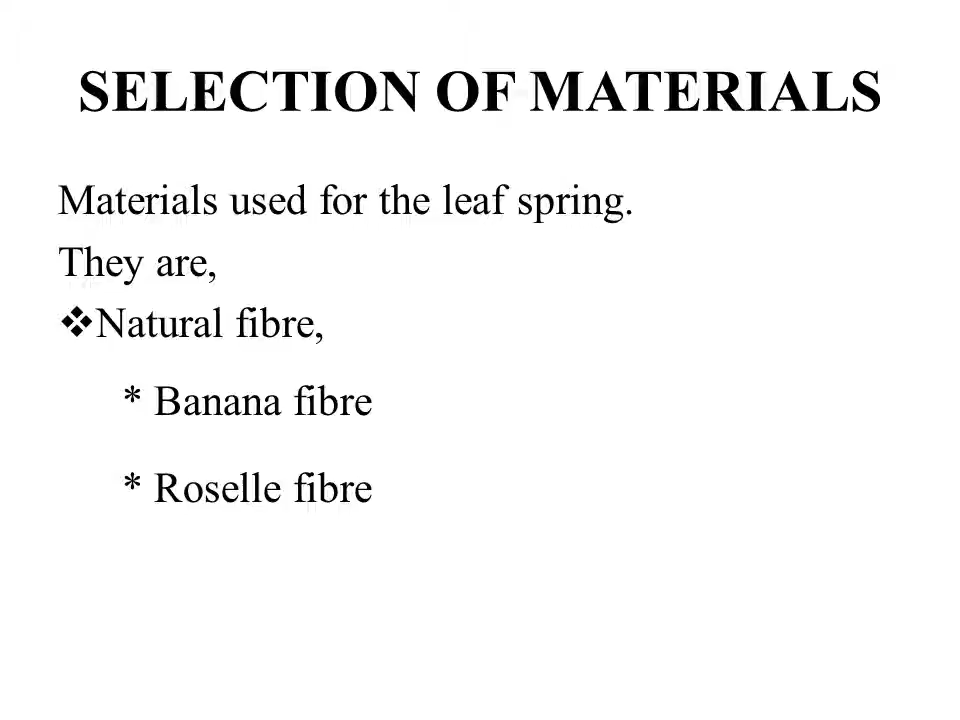 SELECTION OF MATERIALS
Materials used for the leaf spring.
They are,
❖Natural fibre,
* Banana fibre
* Roselle fibre